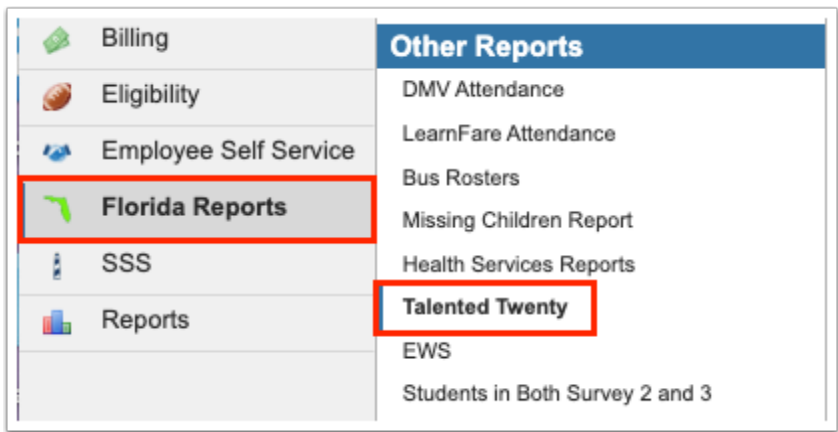 Billing
Eligibility
Employee Self Service
Florida Reports
SSS
Reports
Other Reports
DMV Attendance
LearnFare Attendance
Bus Rosters
Missing Children Report
Health Services Reports
Talented Twenty
EWS
Students in Both Survey 2 and 3